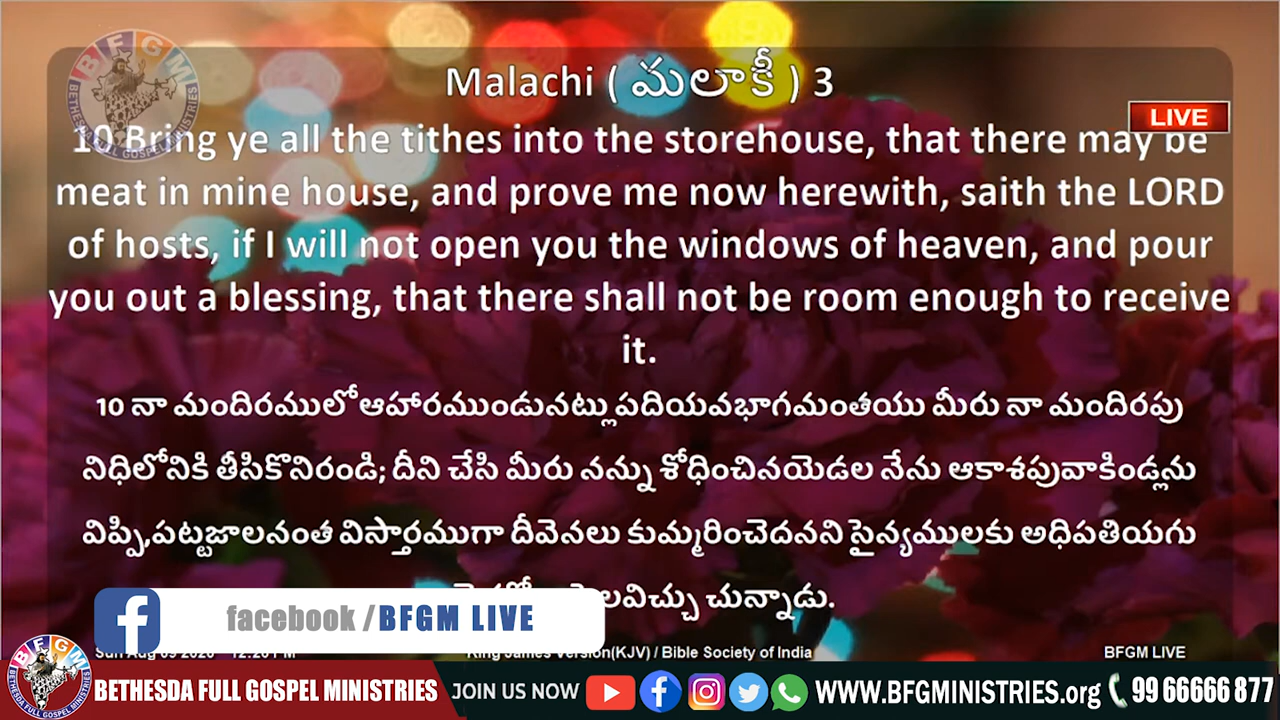 Malachi ( మలాకీ ) 3
LIVE
10 Bring ye all the tithes into the storehouse, that there may be
meat in mine house, and prove me now herewith, saith the LORD
of hosts, if I will not open you the windows of heaven, and pour
you out a blessing, that there shall not be room enough to receive
it.
10 నా మందిరములో ఆహారముండునట్లు పదియవభాగమంతయు మీరు నా మందిరపు
నిధిలోనికి తీసికొనిరండి; దీని చేసి మీరు నన్ను శోధించినయెడల నేను ఆకాశపువాకిండ్లను
విప్పి,పట్టజాలనంత విస్తారముగా దీవెనలు కుమ్మరించెదనని సైన్యములకు అధిపతియగు
చున్నాడు.
facebook / BFGM LIVE
King James Version(KJV) / Bible Society of India
BFGM LIVE
BFGM
BETHESDA FULL GOSPEL MINISTRIES
BETHESDA FULL GOSPEL MINISTRIES JOIN US NOW WWW.BFGMINISTRIES.org 99 66666 877